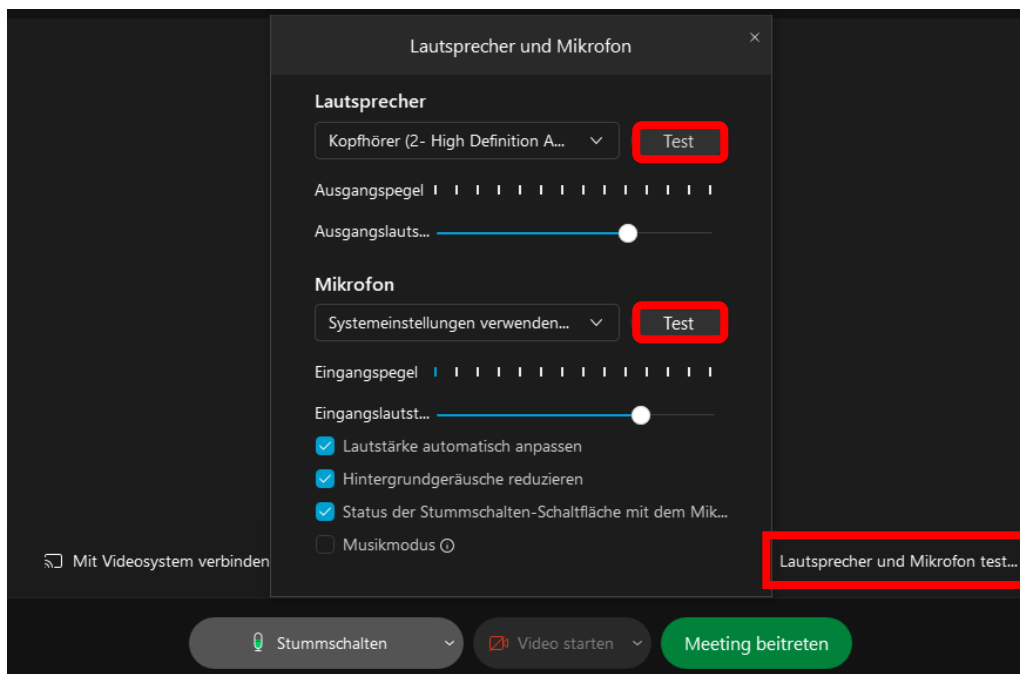 Lautsprecher und Mikrofon
Lautsprecher
Kopfhörer (2- High Definition A...
Test
Ausgangspegel
Ausgangslauts...
Mikrofon
Systemeinstellungen verwenden...
Test
Eingangspegel
Eingangslautst...
Lautstärke automatisch anpassen
Hintergrundgeräusche reduzieren
Status der Stummschalten-Schaltfläche mit dem Mik...
Musikmodus
Mit Videosystem verbinden
Lautsprecher und Mikrofon test...
Stummschalten
Video starten
Meeting beitreten